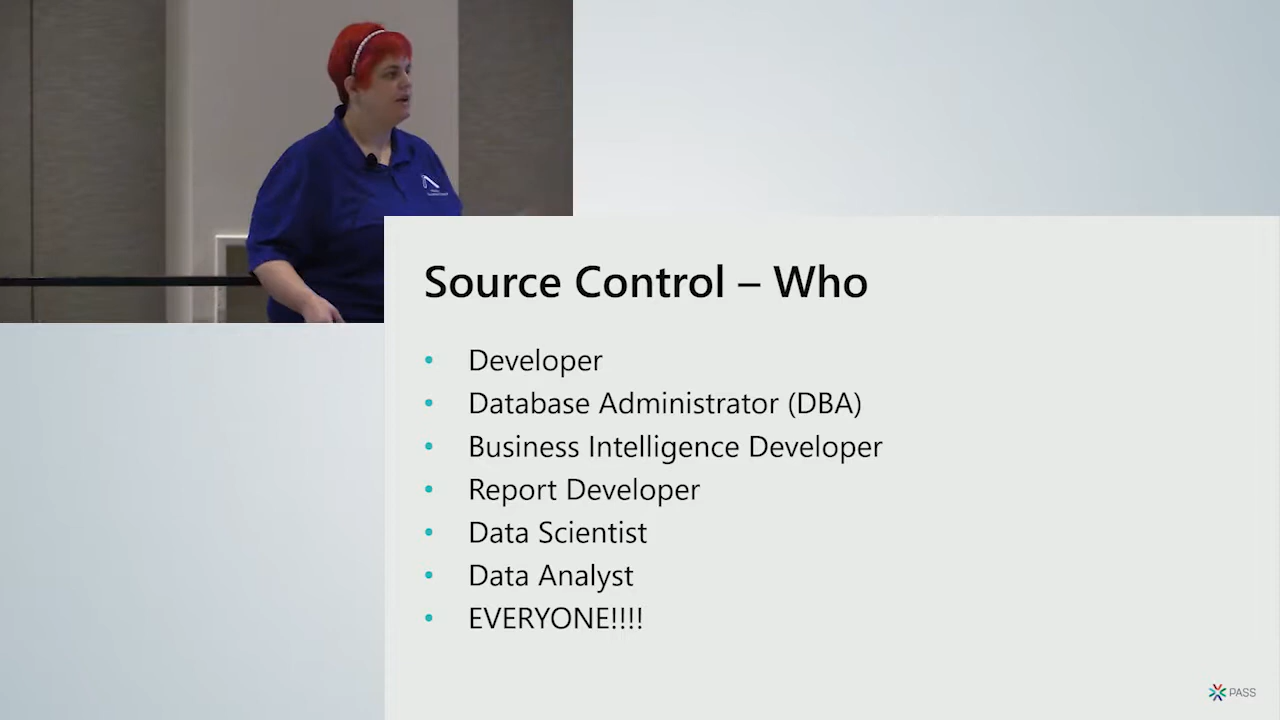 Source Control – Who
• Developer
• Database Administrator (DBA)
• Business Intelligence Developer
• Report Developer
• Data Scientist
• Data Analyst
• EVERYONE!!!!
PASS